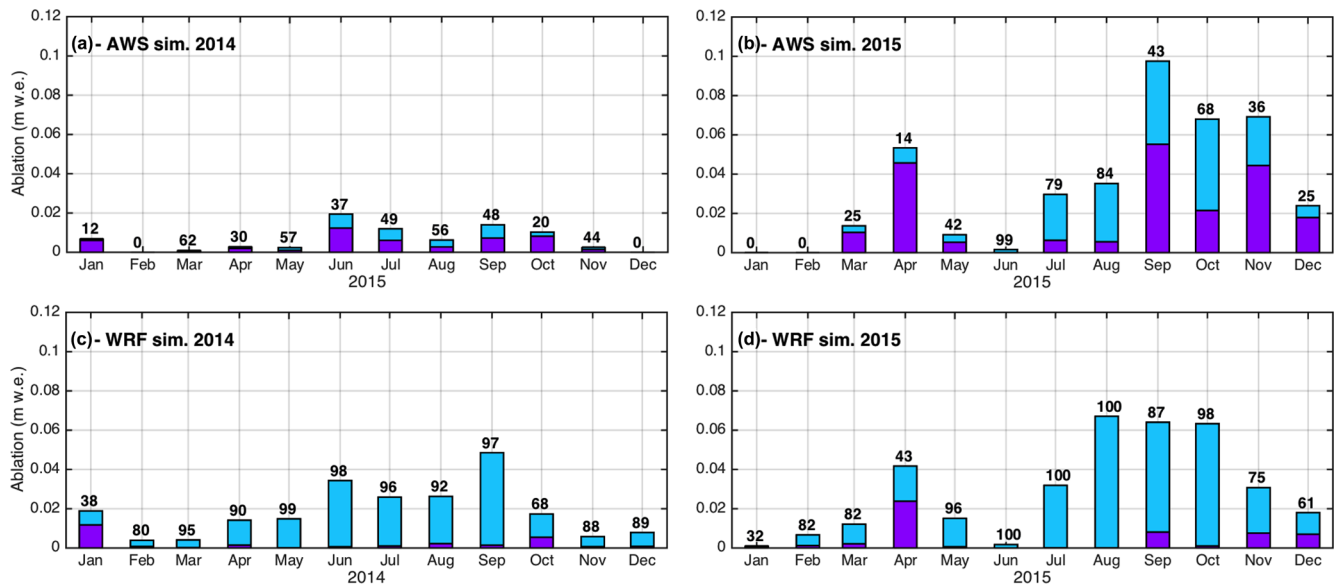 0.12
0.1
0.08
0.06
0.04
0.02
0
Ablation (m w.e.)
(a)- AWS sim. 2014
12 0 62 30 57 37 49 56 48 20 44 0
Jan Feb Mar Apr May Jun Jul Aug Sep Oct Nov Dec
2015
0.12
0.1
0.08
0.06
0.04
0.02
0
(b)- AWS sim. 2015
0 0 25 14 42 99 79 84 43 68 36 25
Jan Feb Mar Apr May Jun Jul Aug Sep Oct Nov Dec
2015
0.12
0.1
0.08
0.06
0.04
0.02
0
Ablation (m w.e.)
(c)- WRF sim. 2014
38 80 95 90 99 98 96 92 97 68 88 89
Jan Feb Mar Apr May Jun Jul Aug Sep Oct Nov Dec
2014
0.12
0.1
0.08
0.06
0.04
0.02
0
(d)- WRF sim. 2015
32 82 82 43 96 100 100 100 87 98 75 61
Jan Feb Mar Apr May Jun Jul Aug Sep Oct Nov Dec
2015